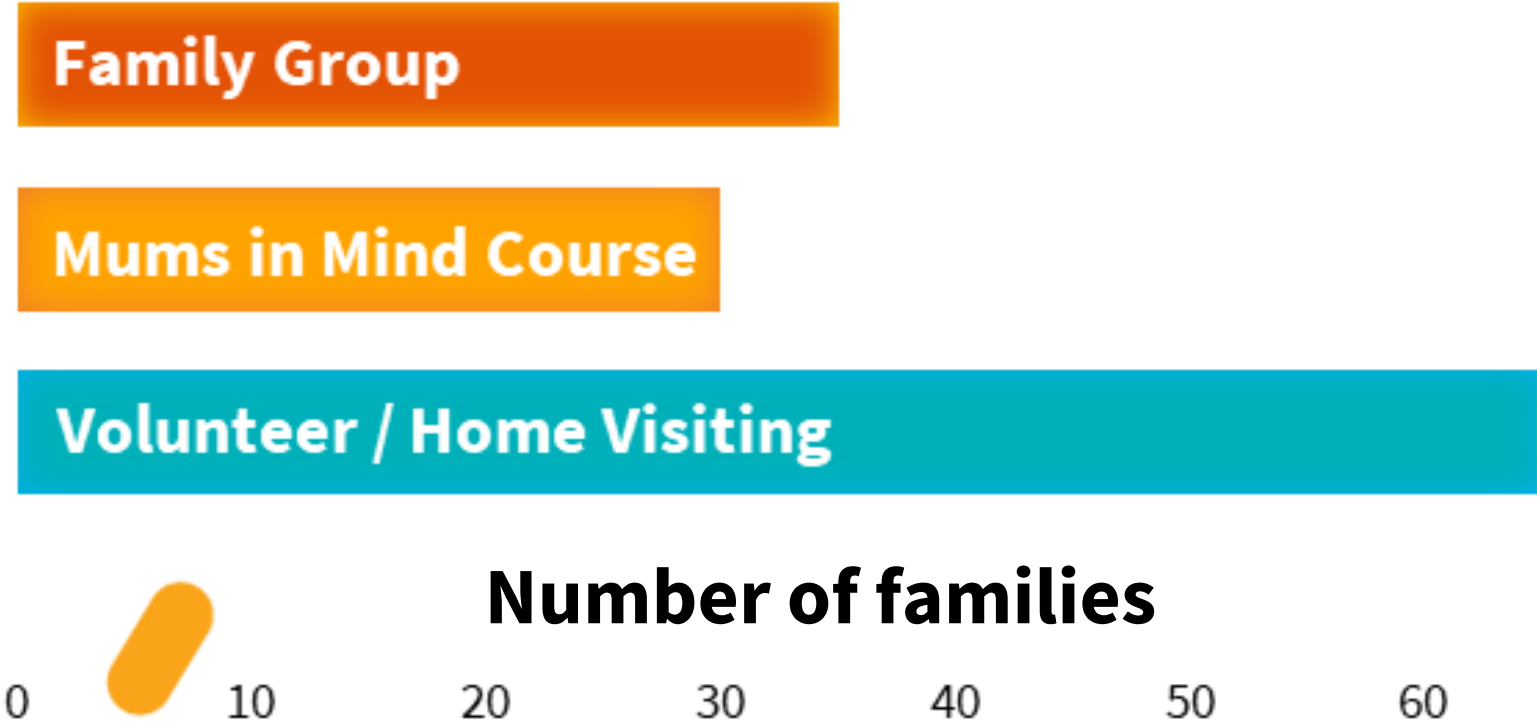 Family Group
Mums in Mind Course
Volunteer / Home Visiting
Number of families
0 10 20 30 40 50 60